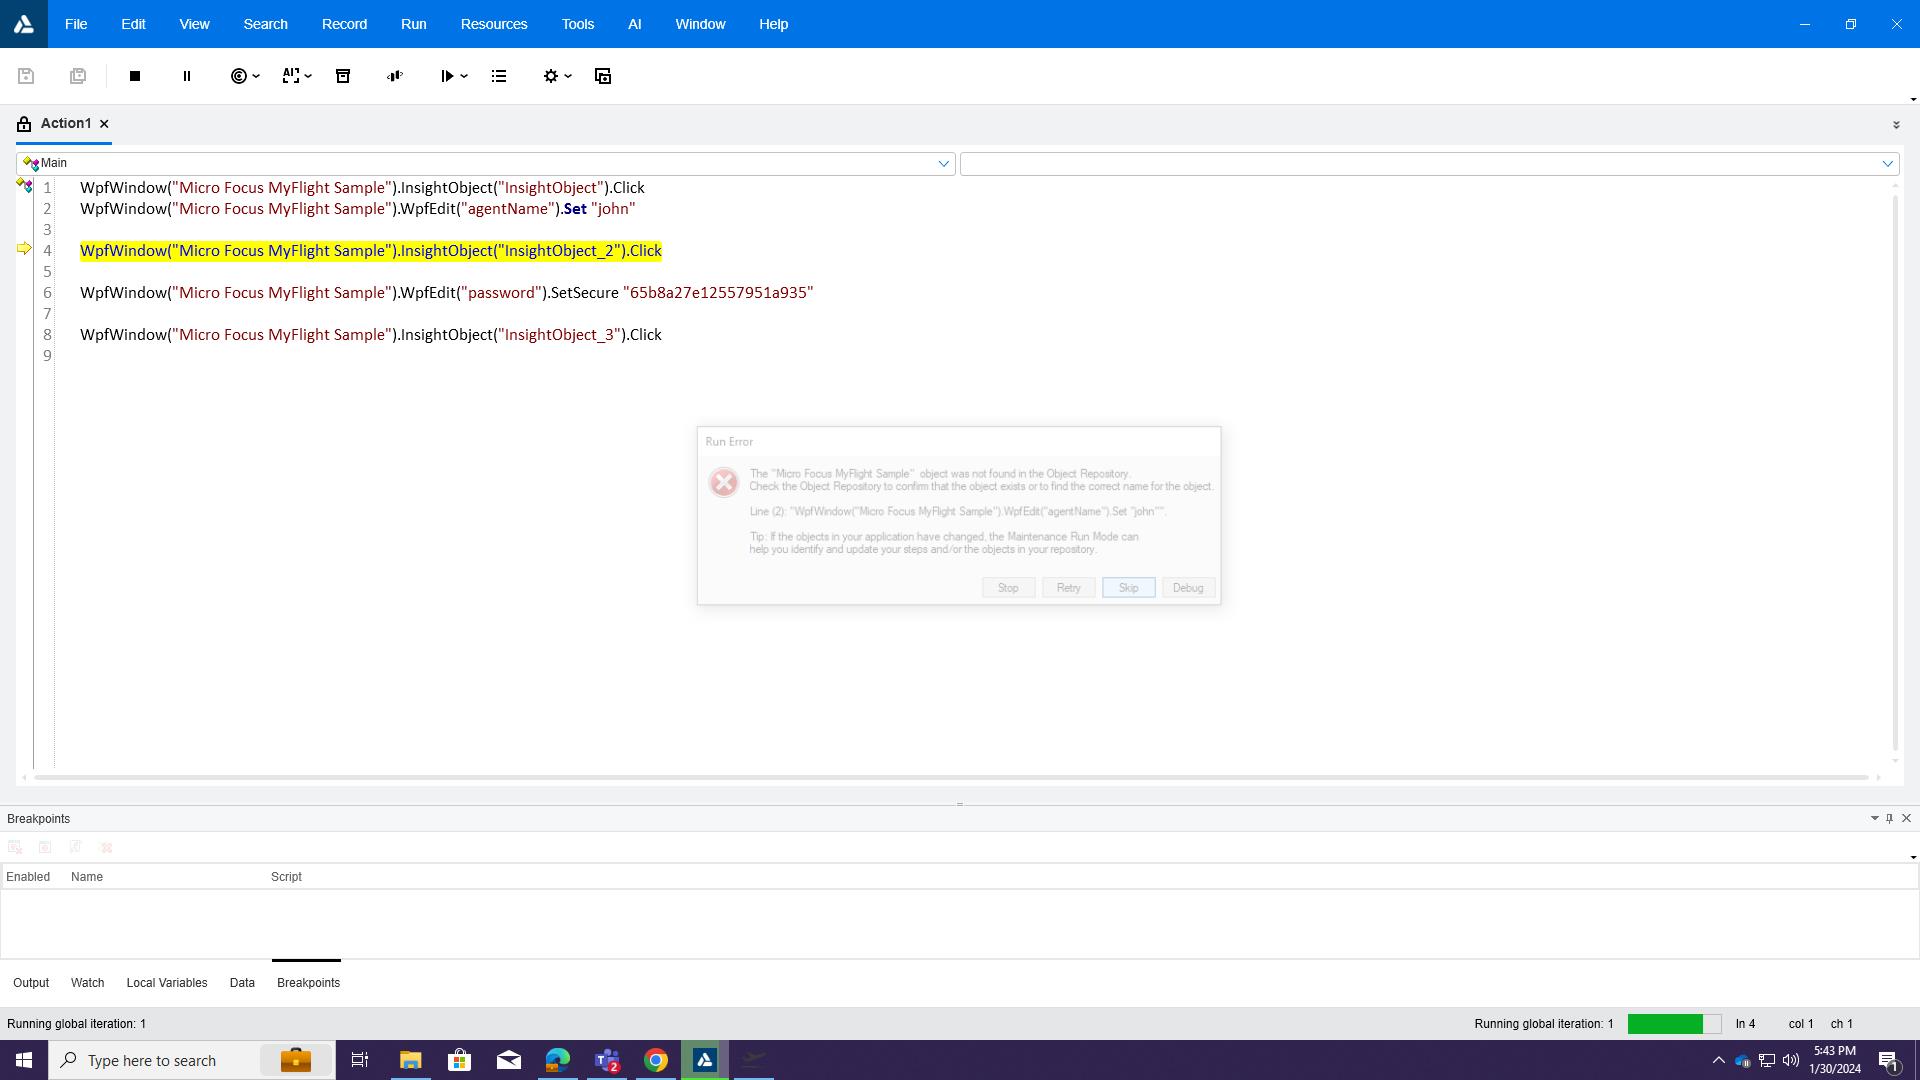 File Edit View Search Record Run Resources Tools AI Window Help
AI
Action1
Main
1 WpfWindow("Micro Focus MyFlight Sample").InsightObject("InsightObject").Click
2 WpfWindow("Micro Focus MyFlight Sample").WpfEdit("agentName").Set "john"
3
4 WpfWindow("Micro Focus MyFlight Sample").InsightObject("InsightObject_2").Click
5
6 WpfWindow("Micro Focus MyFlight Sample").WpfEdit("password").SetSecure "65b8a27e12557951a935"
7
8 WpfWindow("Micro Focus MyFlight Sample").InsightObject("InsightObject_3").Click
9
Run Error
The "Micro Focus MyFlight Sample" object was not found in the Object Repository.
Check the Object Repository to confirm that the object exists or to find the correct name for the object.
Line (2): "WpfWindow("Micro Focus MyFlight Sample").WpfEdit("agentName").Set "john"".
Tip: If the objects in your application have changed, the Maintenance Run Mode can
help you identify and update your steps and/or the objects in your repository.
Stop Retry Skip Debug
Breakpoints
Enabled Name Script
Output Watch Local Variables Data Breakpoints
Running global iteration: 1 Running global iteration: 1 ln 4 col 1 ch 1
Type here to search 2 5:43 PM
1/30/2024 1